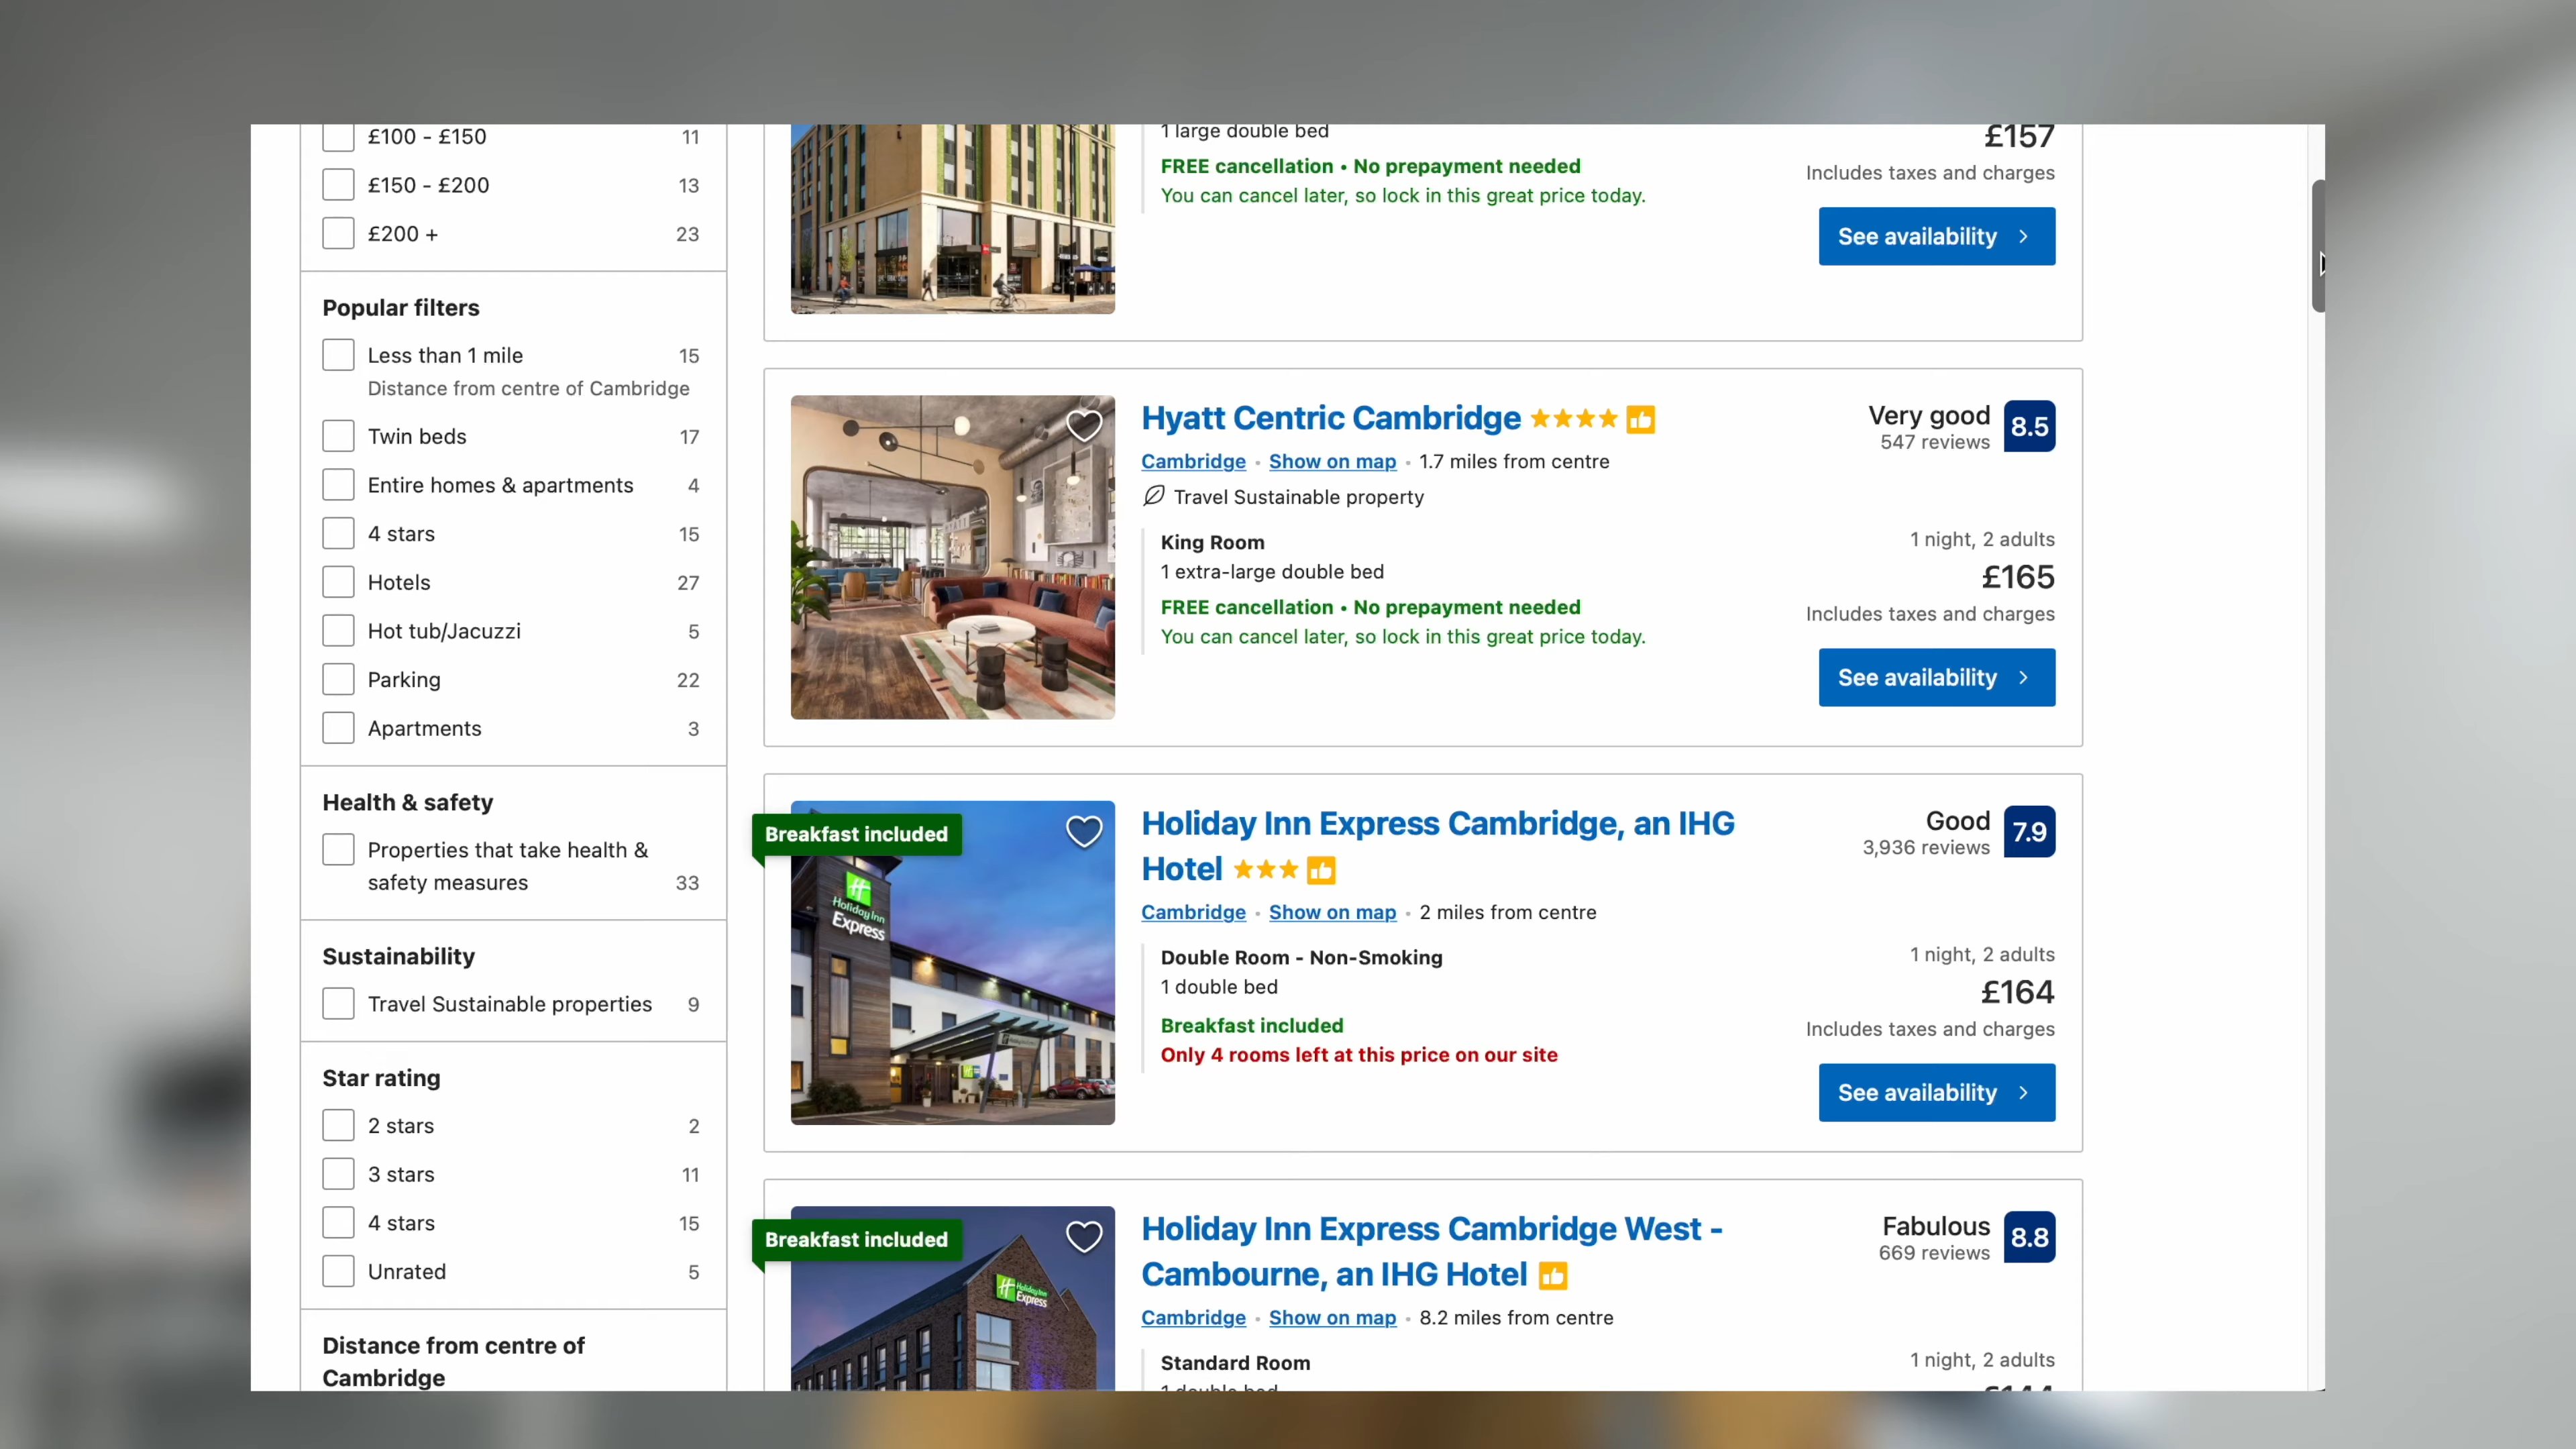 £100 - £150 11
£150 - £200 13
£200 + 23
Popular filters
Less than 1 mile 15
Distance from centre of Cambridge
Twin beds 17
Entire homes & apartments 4
4 stars 15
Hotels 27
Hot tub/Jacuzzi 5
Parking 22
Apartments 3
Health & safety
Properties that take health &
safety measures 33
Sustainability
Travel Sustainable properties 9
Star rating
2 stars 2
3 stars 11
4 stars 15
Unrated 5
Distance from centre of
Cambridge
1 large double bed
FREE cancellation • No prepayment needed
You can cancel later, so lock in this great price today.
£157
Includes taxes and charges
See availability
Hyatt Centric Cambridge
Cambridge • Show on map • 1.7 miles from centre
Travel Sustainable property
King Room
1 extra-large double bed
FREE cancellation • No prepayment needed
You can cancel later, so lock in this great price today.
Very good 8.5
547 reviews
1 night, 2 adults
£165
Includes taxes and charges
See availability
Breakfast included
Holiday Inn
Express
Holiday Inn Express Cambridge, an IHG
Hotel
Cambridge • Show on map • 2 miles from centre
Double Room - Non-Smoking
1 double bed
Breakfast included
Only 4 rooms left at this price on our site
Good 7.9
3,936 reviews
1 night, 2 adults
£164
Includes taxes and charges
See availability
Breakfast included
Holiday Inn
Express
Holiday Inn Express Cambridge West -
Cambourne, an IHG Hotel
Cambridge • Show on map • 8.2 miles from centre
Standard Room
1 double bed
Fabulous 8.8
669 reviews
1 night, 2 adults